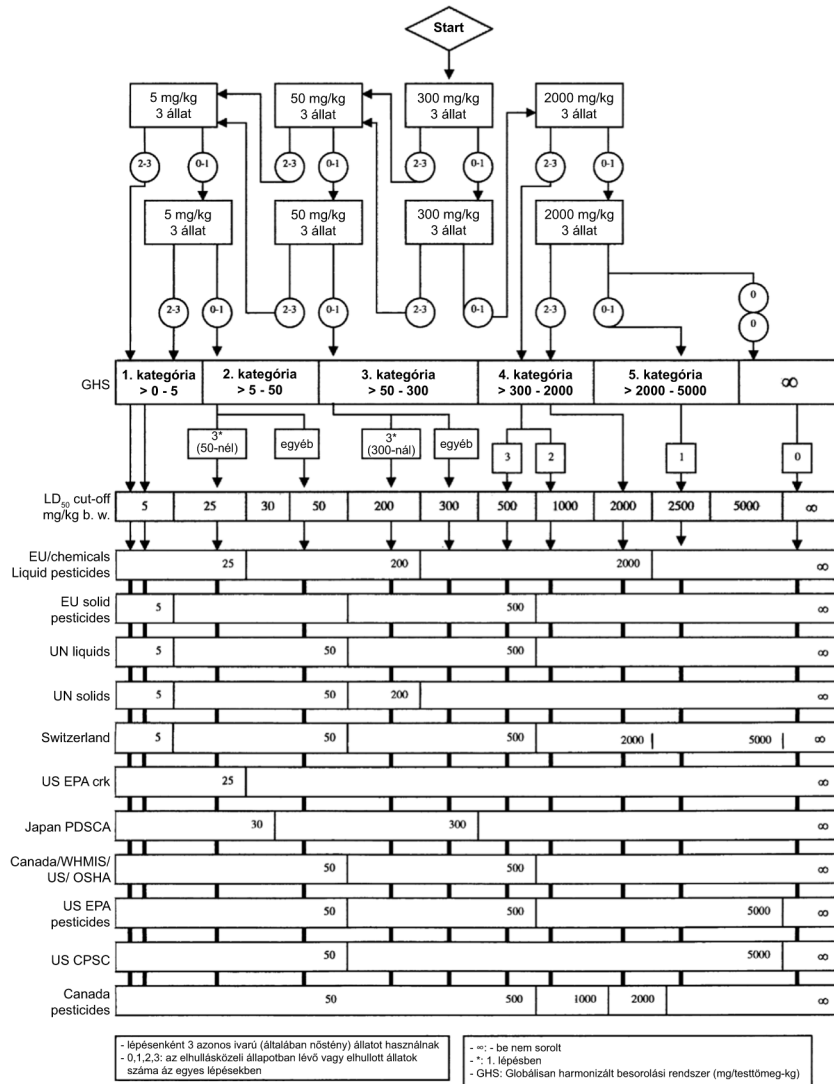 Start
5 mg/kg
3 állat
50 mg/kg
3 állat
300 mg/kg
3 állat
2000 mg/kg
3 állat
2-3
0-1
2-3
0-1
2-3
0-1
2-3
0-1
5 mg/kg
3 állat
50 mg/kg
3 állat
300 mg/kg
3 állat
2000 mg/kg
3 állat
2-3
0-1
2-3
0-1
2-3
0-1
2-3
0-1
0
0
GHS
1. kategória
> 0 - 5
2. kategória
> 5 - 50
3. kategória
> 50 - 300
4. kategória
> 300 - 2000
5. kategória
> 2000 - 5000
∞
3*
(50-nél)
egyéb
3*
(300-nál)
egyéb
3
2
1
0
LD₅₀ cut-off
mg/kg b. w.
5 25 30 50 200 300 500 1000 2000 2500 5000 ∞
EU/chemicals
Liquid pesticides
25 200 2000 ∞
EU solid
pesticides
5 500 ∞
UN liquids
5 50 500 ∞
UN solids
5 50 200 ∞
Switzerland
5 50 500 2000 5000 ∞
US EPA crk
25 ∞
Japan PDSCA
30 300 ∞
Canada/WHMIS/
US/ OSHA
50 500 ∞
US EPA
pesticides
50 500 5000 ∞
US CPSC
50 5000 ∞
Canada
pesticides
50 500 1000 2000 ∞
- lépésenként 3 azonos ivarú (általában nőstény) állatot használnak
- 0,1,2,3: az elhullásközeli állapotban lévő vagy elhullott állatok
száma áz egyes lépésekben
- ∞: - be nem sorolt
- *: 1. lépésben
- GHS: Globálisan harmonizált besorolási rendszer (mg/testtömeg-kg)